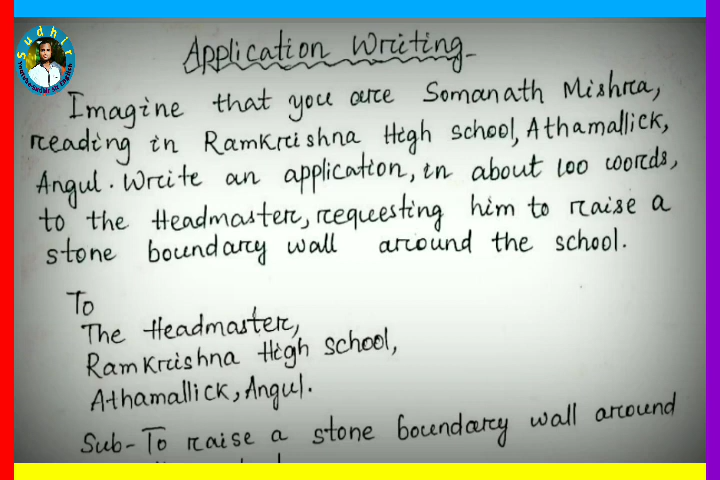 Sudhir
Application Writing
Imagine that you are Somanath Mishra,
reading in RamKrishna High school, Athamallick,
Angul. Write an application, in about 100 words,
to the Headmaster, requesting him to raise a
stone boundary wall around the school.
To
The Headmaster,
RamKrishna High school,
Athamallick, Angul.
Sub- To raise a stone boundary wall around